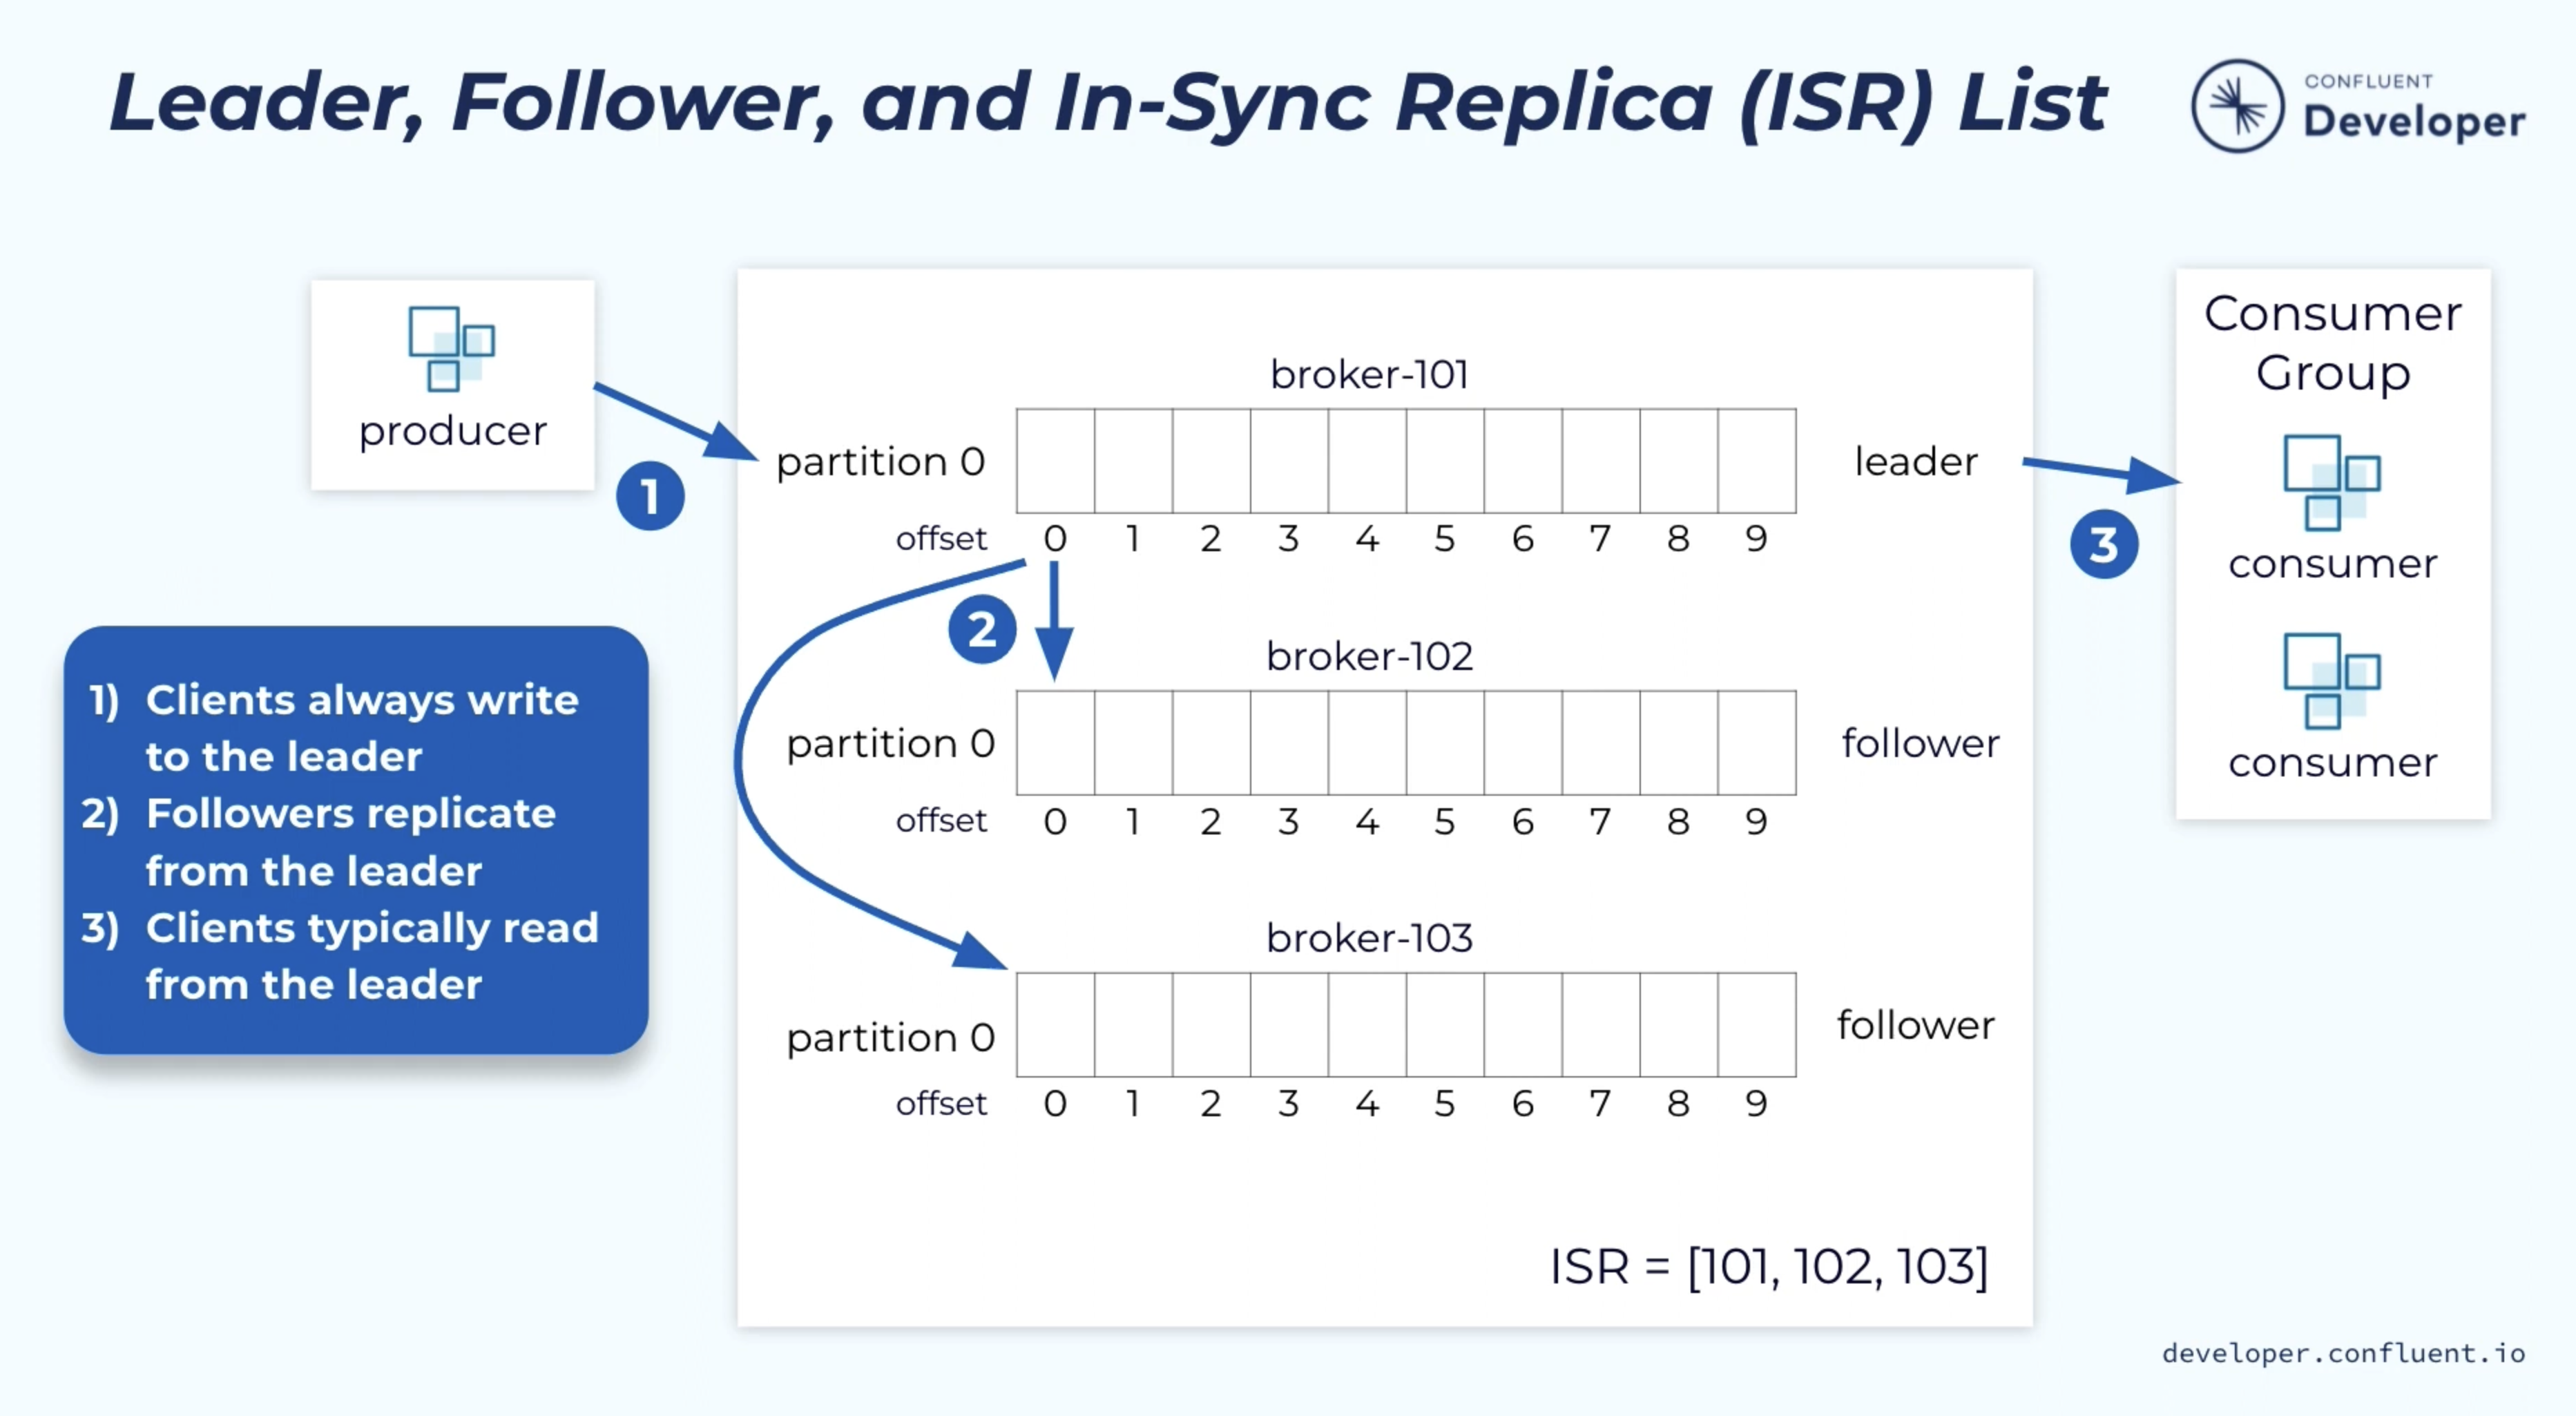 Leader, Follower, and In-Sync Replica (ISR) List
CONFLUENT
Developer
producer
1
broker-101
partition 0
leader
offset 0 1 2 3 4 5 6 7 8 9
2
broker-102
partition 0
follower
offset 0 1 2 3 4 5 6 7 8 9
broker-103
partition 0
follower
offset 0 1 2 3 4 5 6 7 8 9
ISR = [101, 102, 103]
3
Consumer
Group
consumer
consumer
1) Clients always write
to the leader
2) Followers replicate
from the leader
3) Clients typically read
from the leader
developer.confluent.io